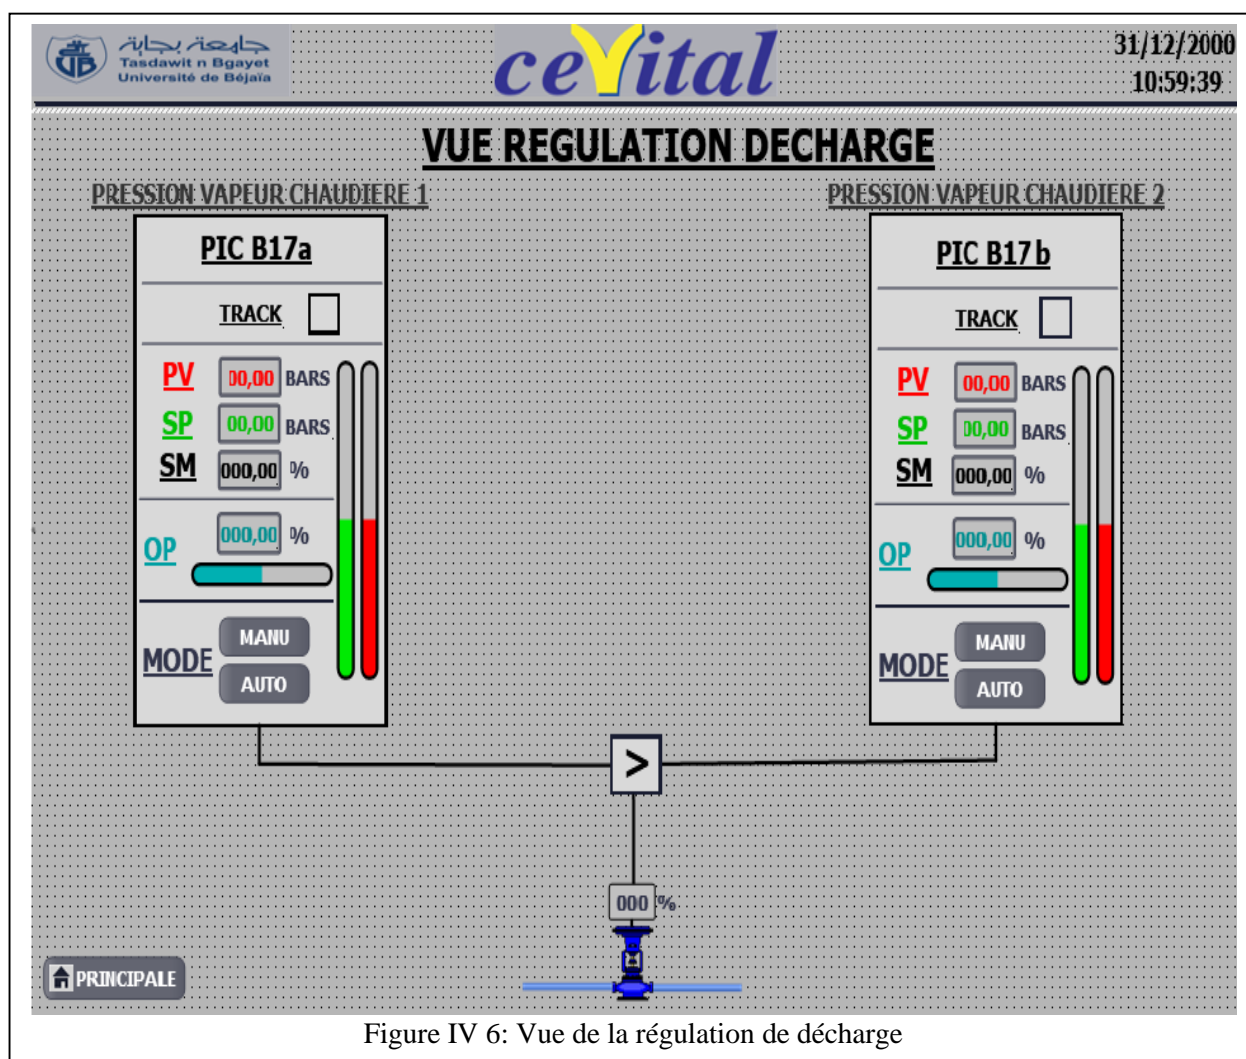 جامعة بجاية
Tasdawit n Bgayet
Université de Béjaïa
cevital
31/12/2000
10:59:39
VUE REGULATION DECHARGE
PRESSION VAPEUR CHAUDIERE 1
PIC B17a
TRACK
PV 00,00 BARS
SP 00,00 BARS
SM 000,00 %
OP 000,00 %
MODE
MANU
AUTO
PRESSION VAPEUR CHAUDIERE 2
PIC B17b
TRACK
PV 00,00 BARS
SP 00,00 BARS
SM 000,00 %
OP 000,00 %
MODE
MANU
AUTO
>
000 %
PRINCIPALE
Figure IV 6: Vue de la régulation de décharge